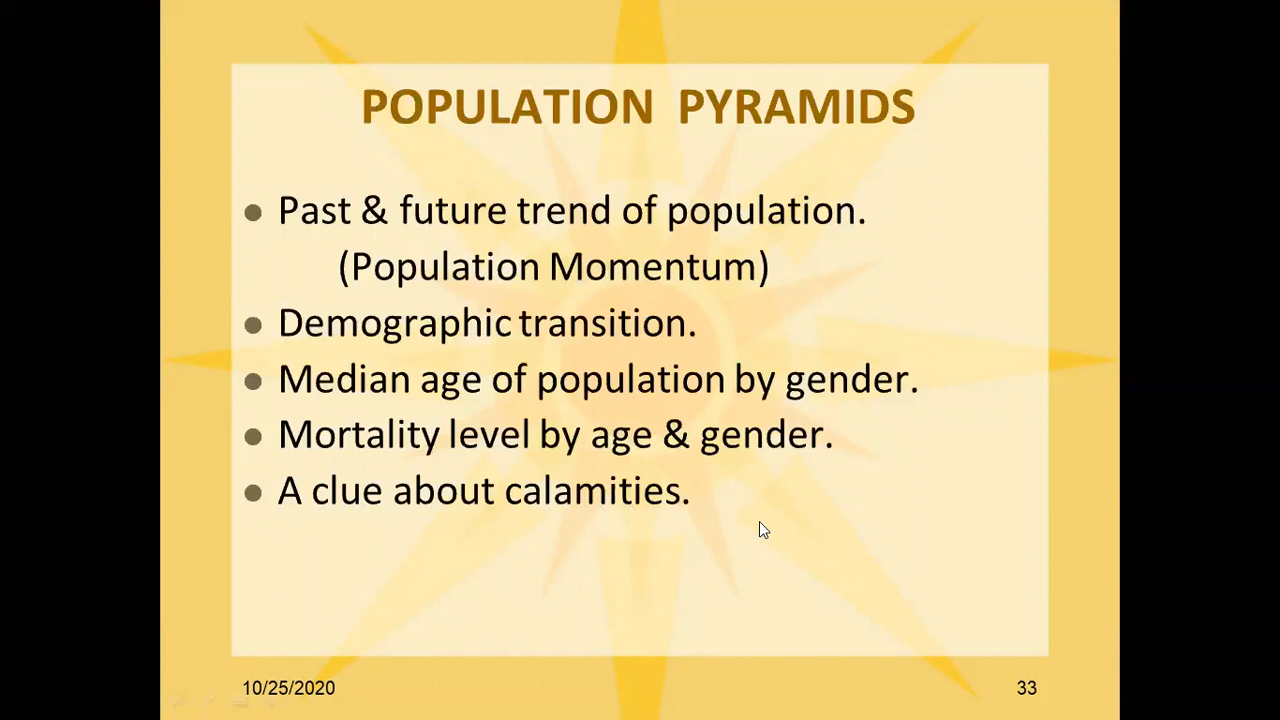 POPULATION PYRAMIDS
Past & future trend of population.
(Population Momentum)
Demographic transition.
Median age of population by gender.
Mortality level by age & gender.
A clue about calamities.
10/25/2020
33